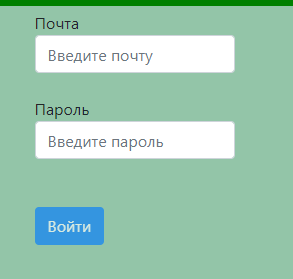 Почта
Введите почту
Пароль
Введите пароль
Войти